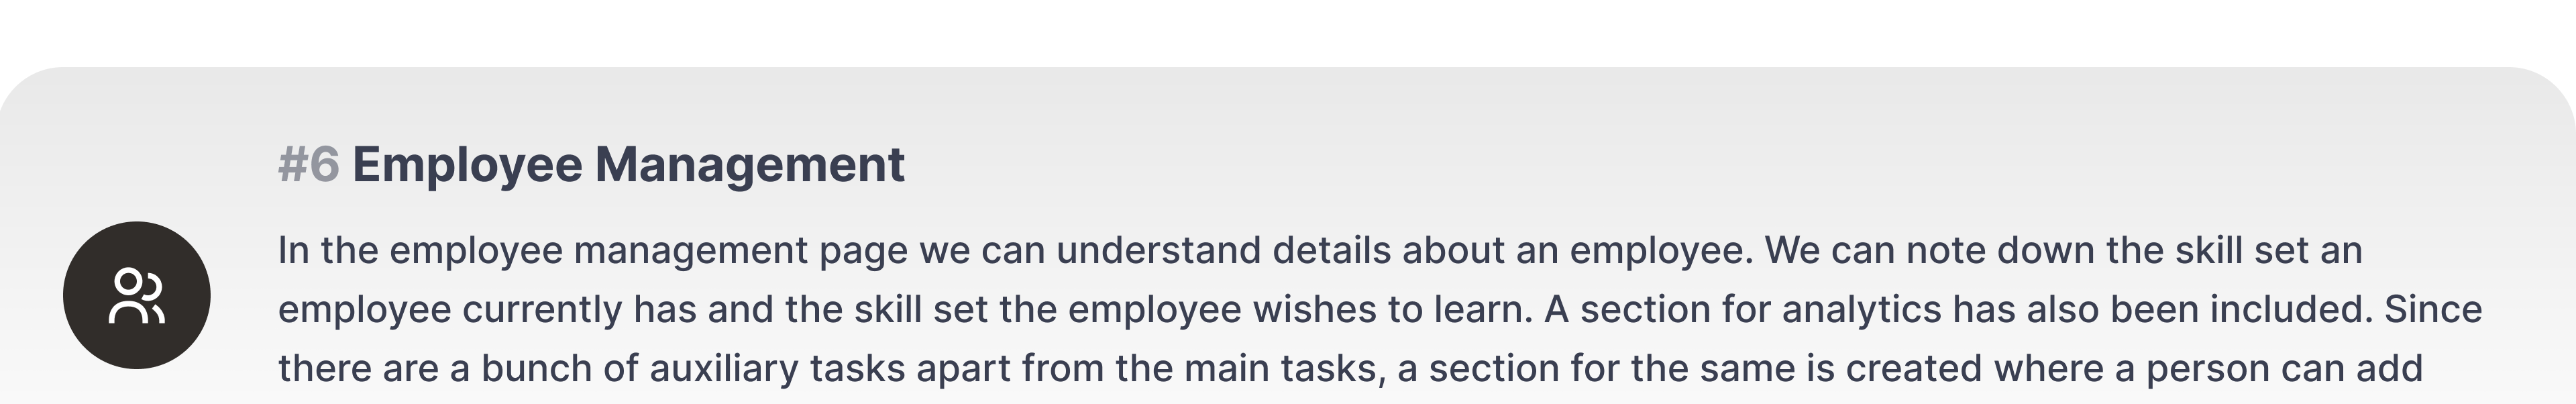 #6 Employee Management
In the employee management page we can understand details about an employee. We can note down the skill set an
employee currently has and the skill set the employee wishes to learn. A section for analytics has also been included. Since
there are a bunch of auxiliary tasks apart from the main tasks, a section for the same is created where a person can add